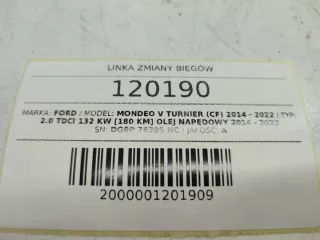 LINKA ZMIANY BIEGÓW
120190
MARKA: FORD / MODEL: MONDEO V TURNIER (CF) 2014 - 2022 / TYP:
2.0 TDCI 132 KW [180 KM] OLEJ NAPĘDOWY 2014 - 2022
SN: DG9P 7E395 HC / JAKOŚĆ: A
2000001201909